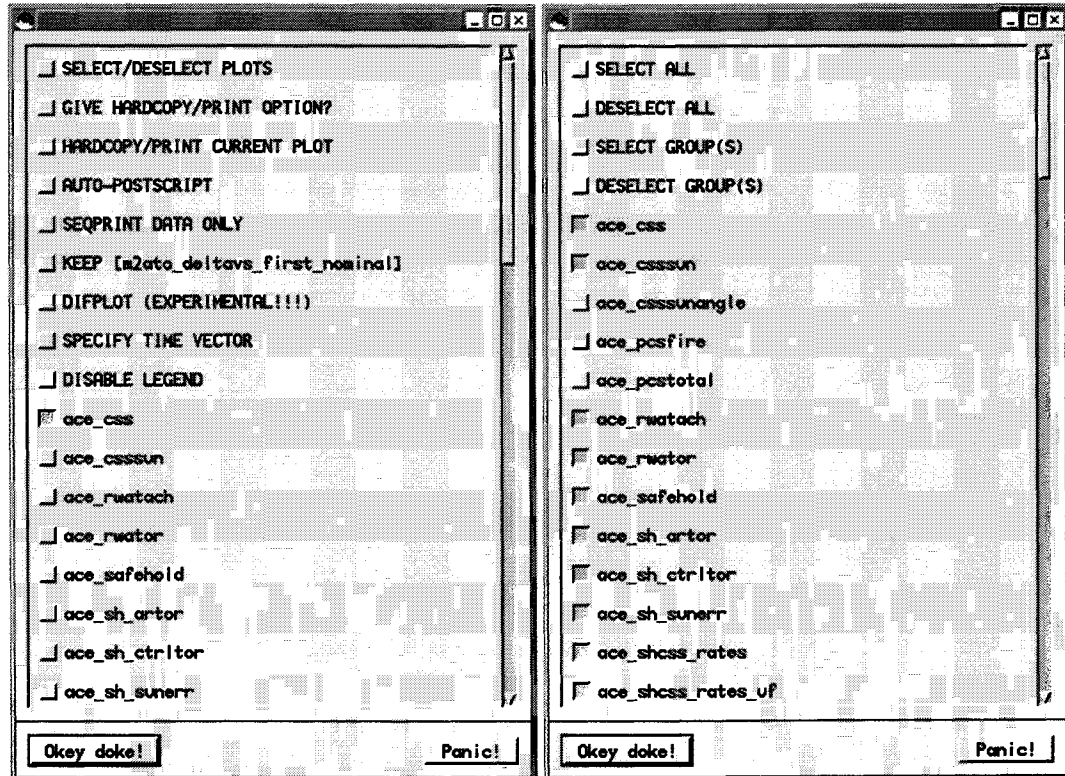 SELECT/DESELECT PLOTS
GIVE HARDCOPY/PRINT OPTION?
HARDCOPY/PRINT CURRENT PLOT
AUTO-POSTSCRIPT
SEQPRINT DATA ONLY
KEEP [m2ato_deltavs_first_nominal]
DIFPLOT (EXPERIMENTAL!!!)
SPECIFY TIME VECTOR
DISABLE LEGEND
ace_css
ace_csssun
ace_rwatach
ace_rwator
ace_safehold
ace_sh_artor
ace_sh_ctrltor
ace_sh_sunerr
Okey doke!
Panic!
SELECT ALL
DESELECT ALL
SELECT GROUP(S)
DESELECT GROUP(S)
ace_css
ace_csssun
ace_csssunangle
ace_pcsfire
ace_pcstotal
ace_rwatach
ace_rwator
ace_safehold
ace_sh_artor
ace_sh_ctrltor
ace_sh_sunerr
ace_shcss_rates
ace_shcss_rates_vf
Okey doke!
Panic!